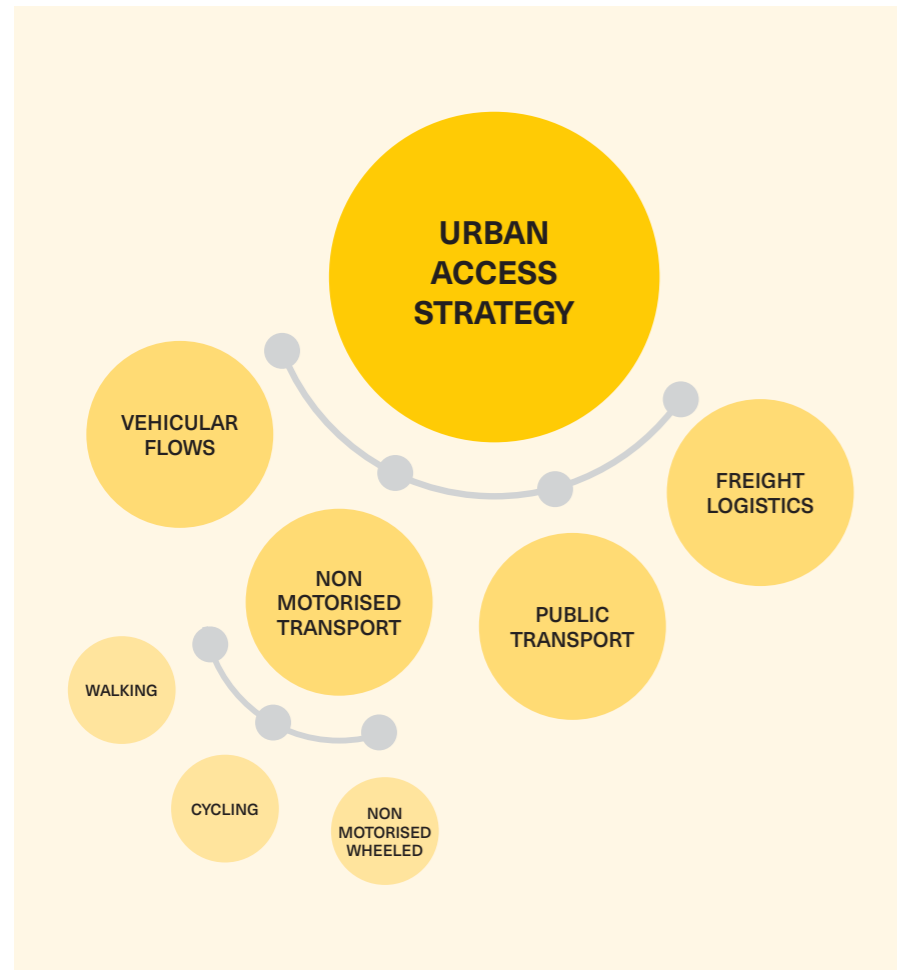 URBAN
ACCESS
STRATEGY
VEHICULAR
FLOWS
FREIGHT
LOGISTICS
NON
MOTORISED
TRANSPORT
PUBLIC
TRANSPORT
WALKING
CYCLING
NON
MOTORISED
WHEELED